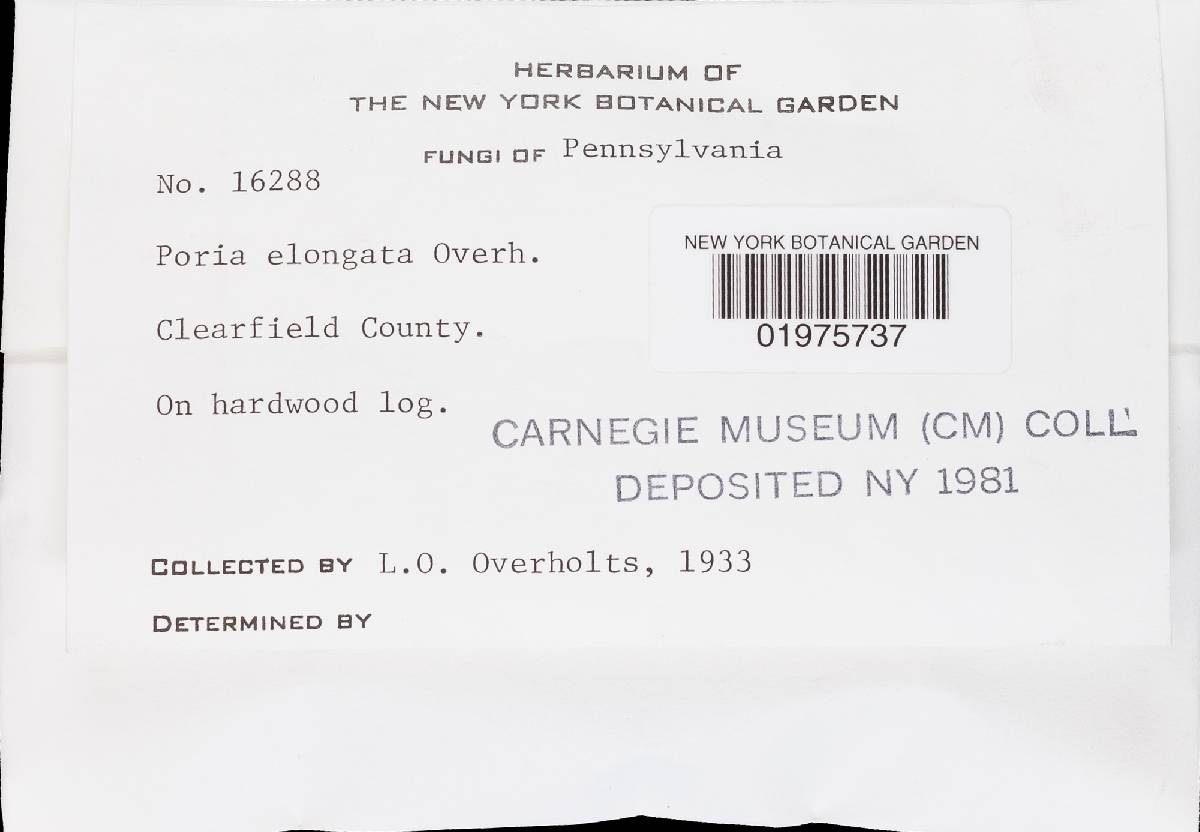 HERBARIUM OF
THE NEW YORK BOTANICAL GARDEN
FUNGI OF Pennsylvania
No. 16288
Poria elongata Overh.
NEW YORK BOTANICAL GARDEN
01975737
Clearfield County.
On hardwood log.
CARNEGIE MUSEUM (CM) COLL.
DEPOSITED NY 1981
COLLECTED BY L.O. Overholts, 1933
DETERMINED BY